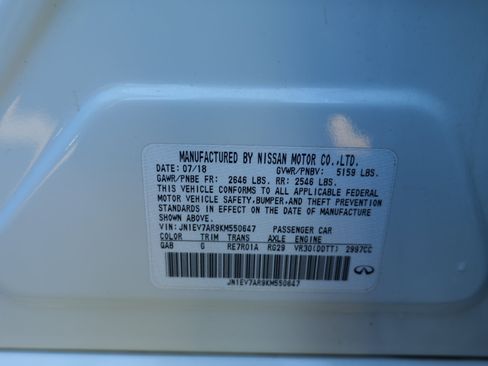 MANUFACTURED BY NISSAN MOTOR CO.,LTD.
DATE: 07/18 GVWR/PNBV: 5159 LBS.
GAWR/PNBE FR: 2646 LBS. RR: 2546 LBS.
THIS VEHICLE CONFORMS TO ALL APPLICABLE FEDERAL
MOTOR VEHICLE SAFETY,BUMPER,AND THEFT PREVENTION
STANDARDS IN EFFECT ON THE DATE OF MANUFACTURE
SHOWN ABOVE.
VIN: JN1EV7AR9KM550647 PASSENGER CAR
COLOR TRIM TRANS AXLE ENGINE
QAB G RE7R01A RG29 VR30(DDTT) 2997CC
JN1EV7AR9KM550647